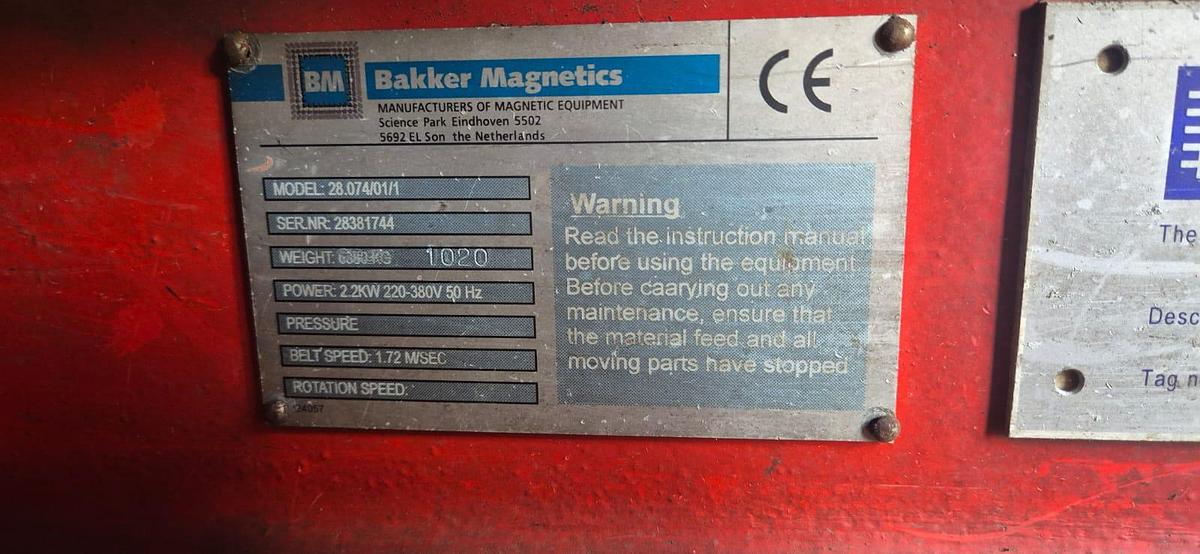 BM Bakker Magnetics
MANUFACTURERS OF MAGNETIC EQUIPMENT
Science Park Eindhoven 5502
5692 EL Son the Netherlands
CE
MODEL: 28.074/01/1
SER.NR: 28381744
WEIGHT: 1020
POWER: 2.2KW 220-380V 50 Hz
PRESSURE
BELT SPEED: 1.72 M/SEC
ROTATION SPEED:
24057
Warning
Read the instruction manual
before using the equipment
Before caarying out any
maintenance, ensure that
the material feed and all
moving parts have stopped
The
Desc
Tag n